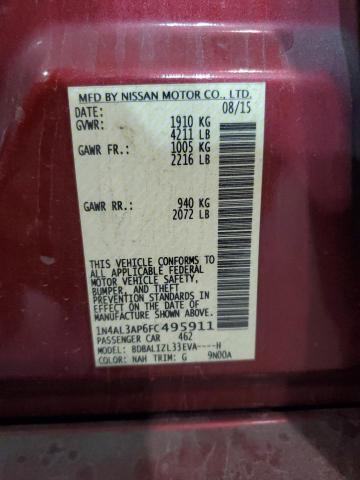 MFD BY NISSAN MOTOR CO., LTD.
DATE: 08/15
GVWR: 1910 KG
4211 LB
GAWR FR.: 1005 KG
2216 LB
GAWR RR.: 940 KG
2072 LB
THIS VEHICLE CONFORMS TO
ALL APPLICABLE FEDERAL
MOTOR VEHICLE SAFETY,
BUMPER, AND THEFT
PREVENTION STANDARDS
IN EFFECT ON THE DATE
OF MANUFACTURE SHOWN
ABOVE.
1N4AL3AP6FC495911
PASSENGER CAR 462
MODEL: BDBALIZL33EVA----H
COLOR: NAH TRIM: G 9N00A